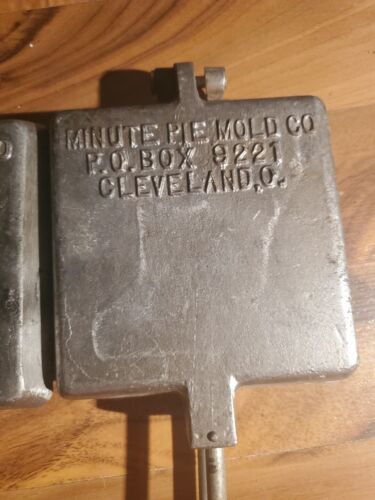 MINUTE PIE MOLD CO
P.O. BOX 9221
CLEVELAND, O.